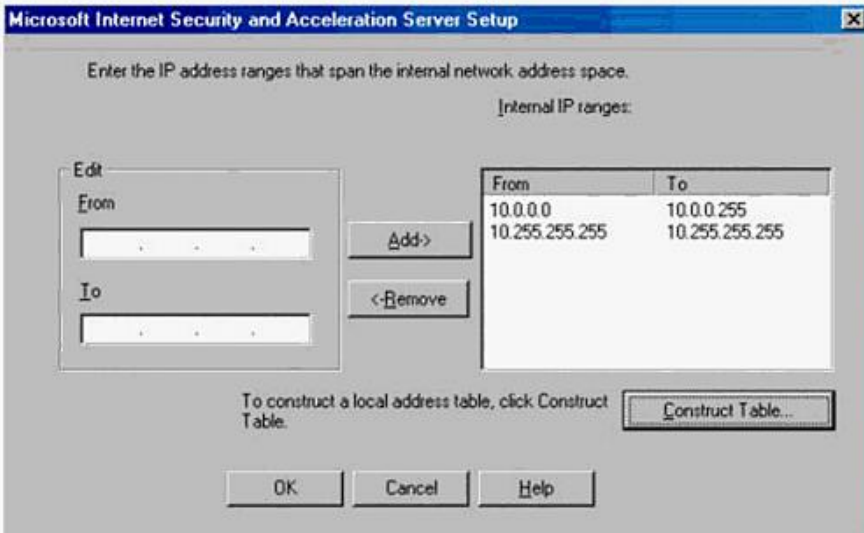 Microsoft Internet Security and Acceleration Server Setup
Enter the IP address ranges that span the internal network address space.
Internal IP ranges:
Edit
From
To
Add->
<-Remove
From To
10.0.0.0 10.0.0.255
10.255.255.255 10.255.255.255
To construct a local address table, click Construct
Table.
Construct Table...
OK Cancel Help